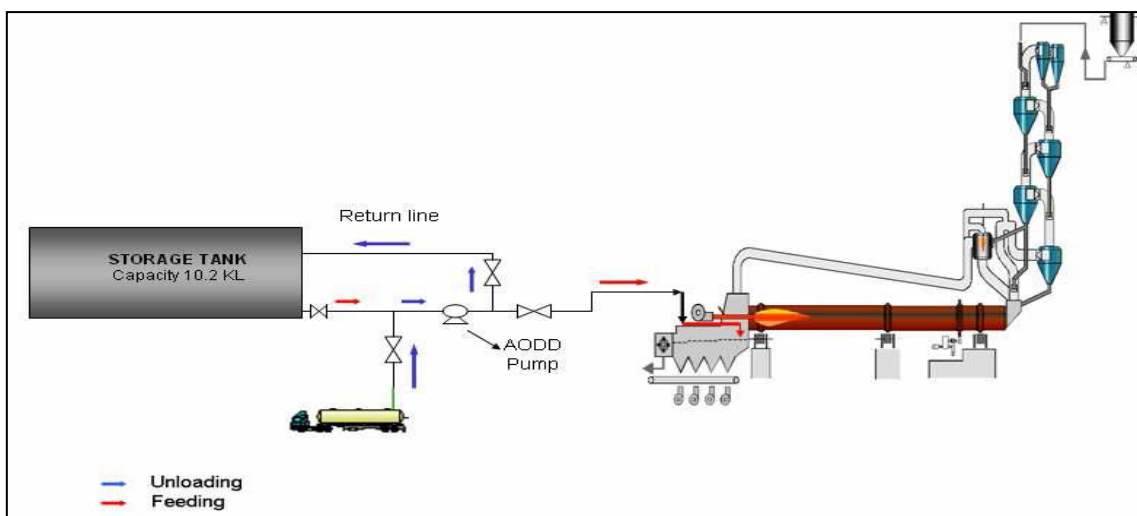 Return line
STORAGE TANK
Capacity 10.2 KL
AODD
Pump
Unloading
Feeding